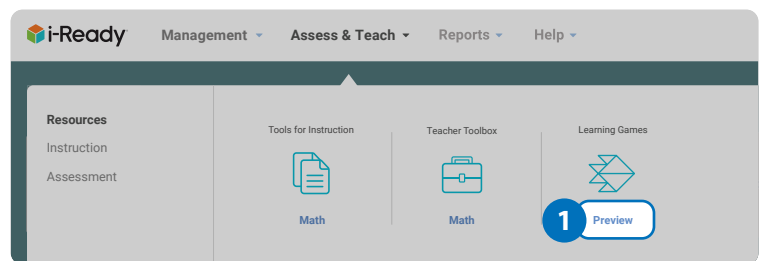 i-Ready Management Assess & Teach Reports Help
Resources
Instruction
Assessment
Tools for Instruction Teacher Toolbox Learning Games
Math Math 1 Preview